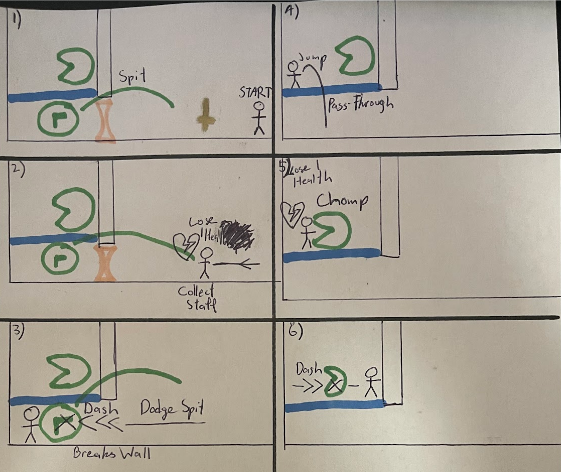 1)
Spit
START
2)
Lose
Health
Collect
Staff
3)
Dash
Dodge Spit
Breaks Wall
4)
Jump
Pass-Through
5)
Lose
Health
Chomp
6)
Dash